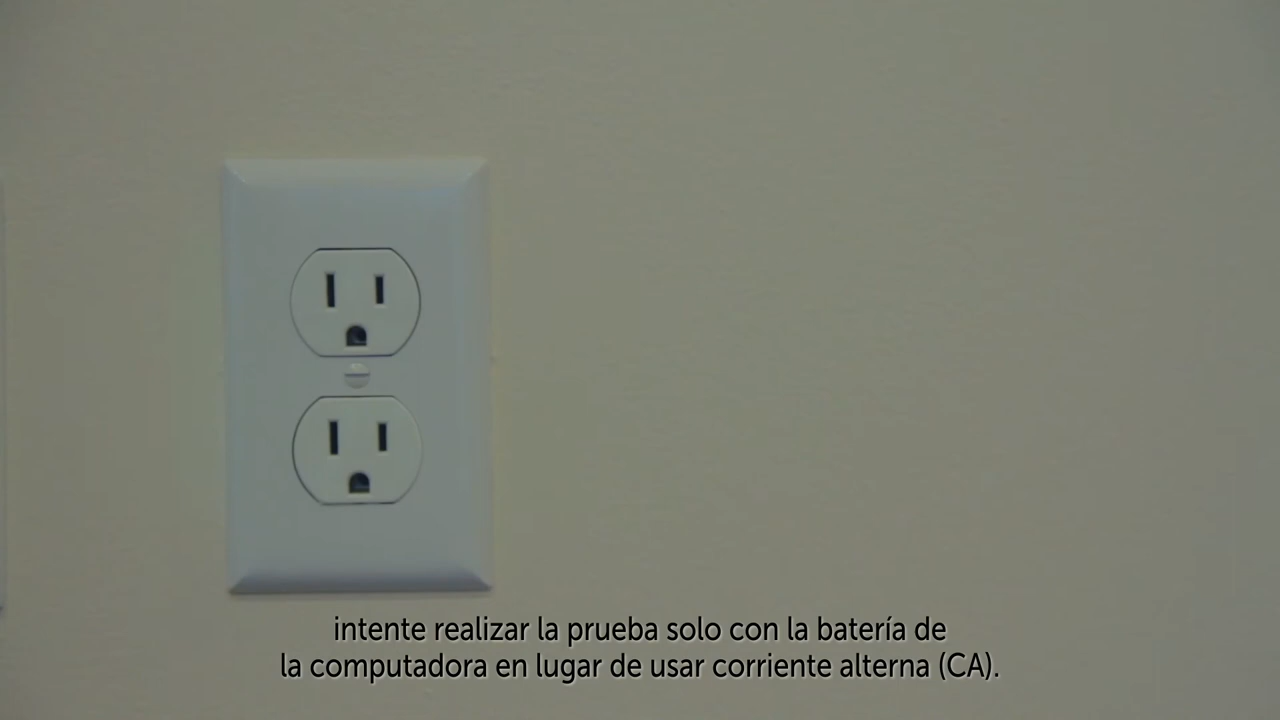 intente realizar la prueba solo con la batería de
la computadora en lugar de usar corriente alterna (CA).